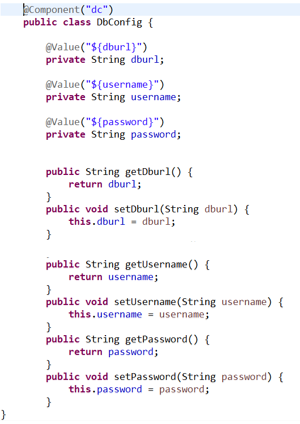 @Component("dc")
public class DbConfig {
@Value("${dburl}")
private String dburl;
@Value("${username}")
private String username;
@Value("${password}")
private String password;
public String getDburl() {
return dburl;
}
public void setDburl(String dburl) {
this.dburl = dburl;
}
public String getUsername() {
return username;
}
public void setUsername(String username) {
this.username = username;
}
public String getPassword() {
return password;
}
public void setPassword(String password) {
this.password = password;
}
}